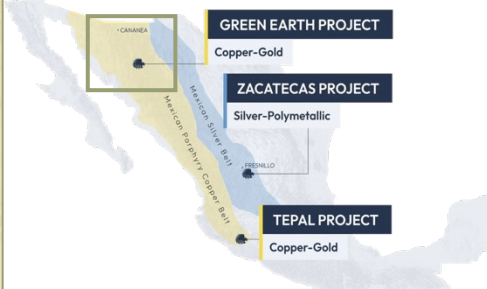 GREEN EARTH PROJECT
CANANEA
Copper-Gold
ZACATECAS PROJECT
Silver-Polymetallic
Mexican Silver Belt
Mexican Porphyry Copper Belt
FRESNILLO
TEPAL PROJECT
Copper-Gold